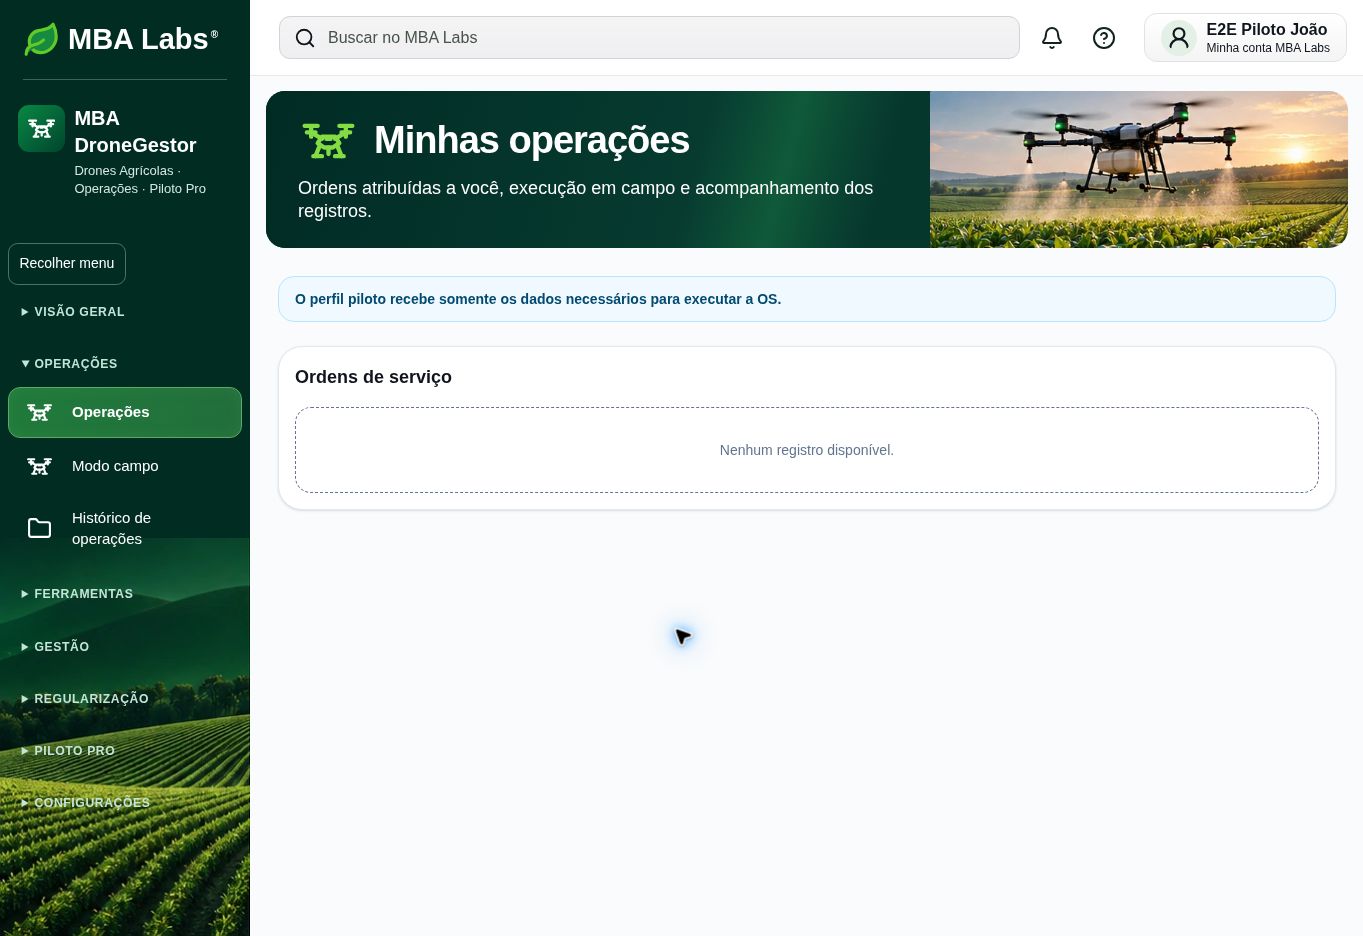 MBA Labs®
MBA
DroneGestor
Drones Agrícolas ·
Operações · Piloto Pro
Recolher menu
VISÃO GERAL
OPERAÇÕES
Operações
Modo campo
Histórico de
operações
FERRAMENTAS
GESTÃO
REGULARIZAÇÃO
PILOTO PRO
CONFIGURAÇÕES
Buscar no MBA Labs
E2E Piloto João
Minha conta MBA Labs
Minhas operações
Ordens atribuídas a você, execução em campo e acompanhamento dos
registros.
O perfil piloto recebe somente os dados necessários para executar a OS.
Ordens de serviço
Nenhum registro disponível.